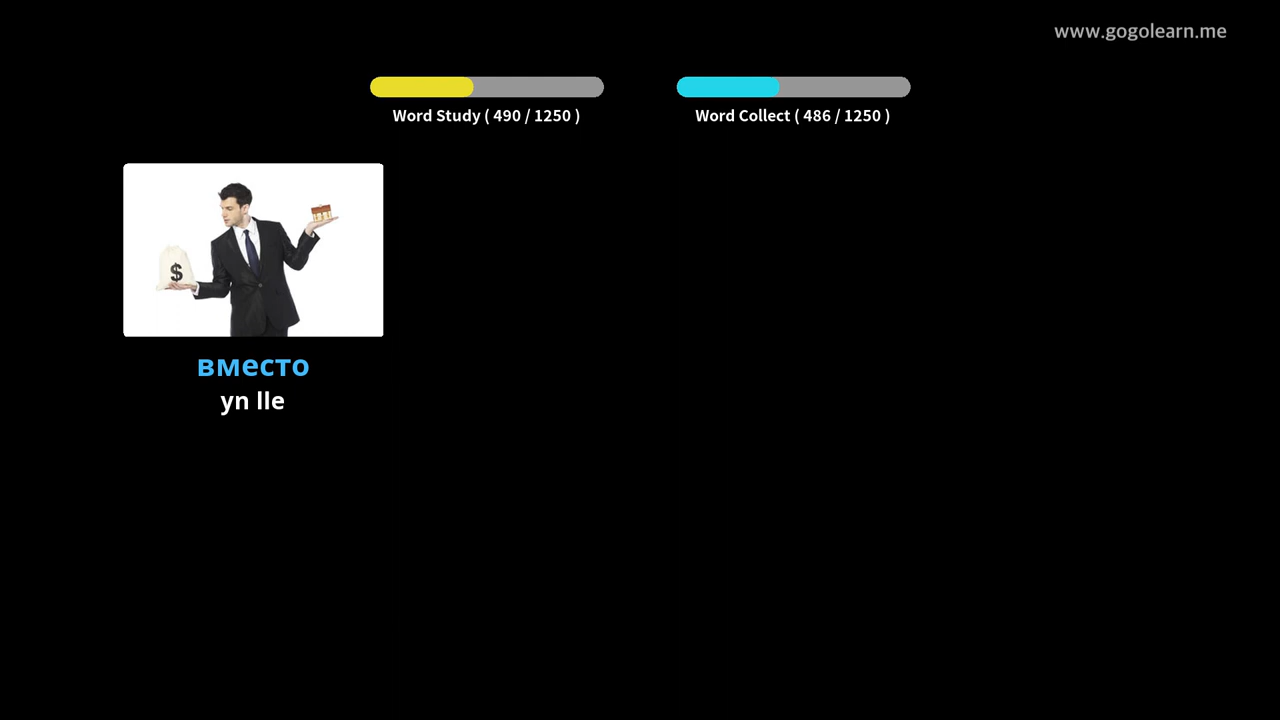 www.gogolearn.me
Word Study ( 490 / 1250 )
Word Collect ( 486 / 1250 )
$
вместо
yn lle